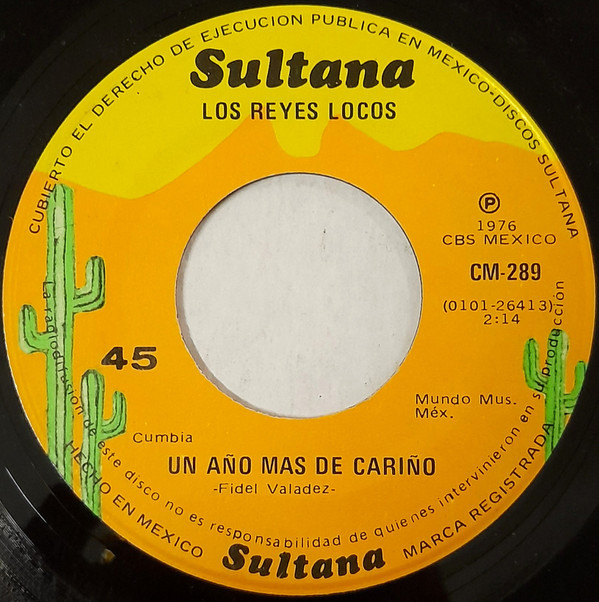 CUBIERTO EL DERECHO DE EJECUCION PUBLICA EN MEXICO-DISCOS SULTANA
Sultana
LOS REYES LOCOS
Ⓟ
1976
CBS MEXICO
CM-289
(0101-26413)
2:14
45
Mundo Mus.
Méx.
Cumbia
UN AÑO MAS DE CARIÑO
-Fidel Valadez-
La radiodifusion de este disco no es responsabilidad de quienes intervinieron en su producción
HECHO EN MEXICO
Sultana
MARCA REGISTRADA